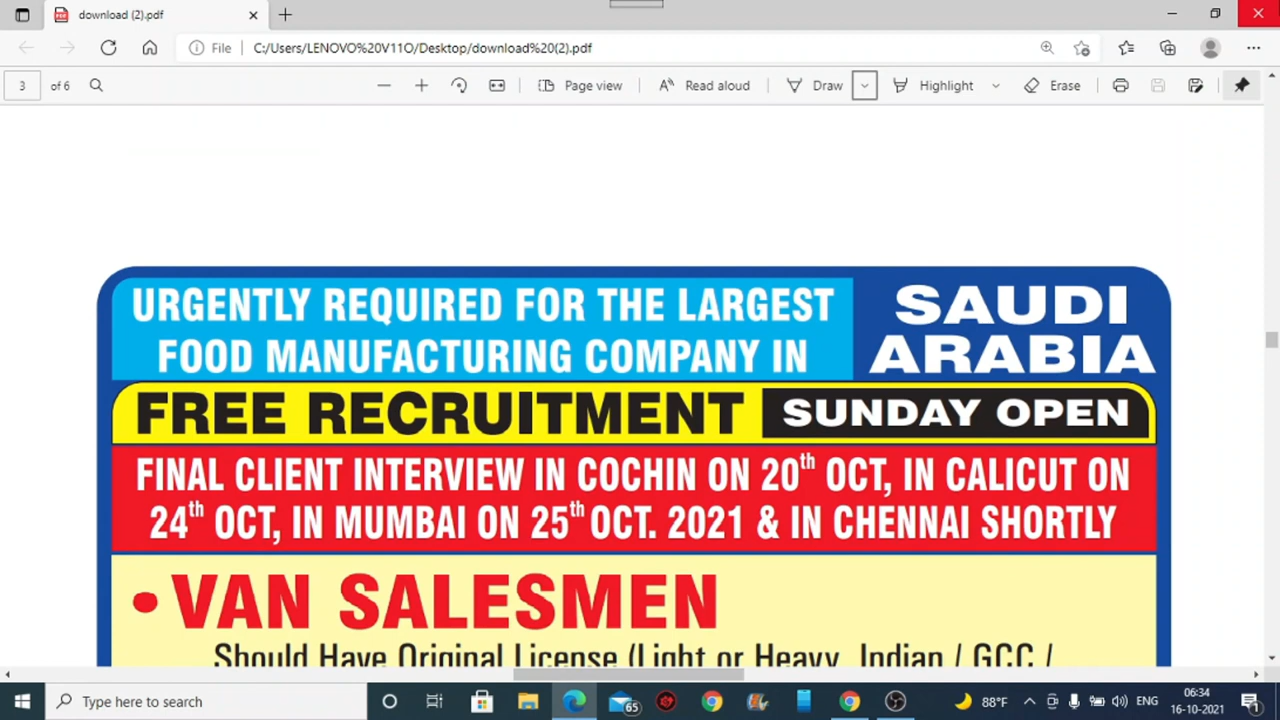 download (2).pdf
File C:/Users/LENOVO%20V11O/Desktop/download%20(2).pdf
3 of 6 Page view Read aloud Draw Highlight Erase
URGENTLY REQUIRED FOR THE LARGEST
FOOD MANUFACTURING COMPANY IN
SAUDI
ARABIA
FREE RECRUITMENT SUNDAY OPEN
FINAL CLIENT INTERVIEW IN COCHIN ON 20th OCT, IN CALICUT ON
24th OCT, IN MUMBAI ON 25th OCT. 2021 & IN CHENNAI SHORTLY
• VAN SALESMEN
Should Have Original License (Light or Heavy, Indian / GCC /
Type here to search 65 88°F ENG 06:34
16-10-2021 1